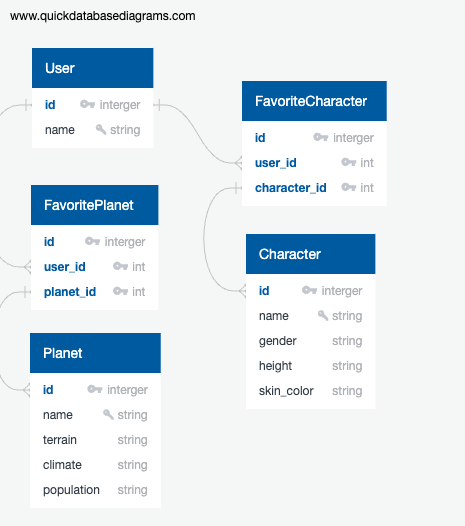 www.quickdatabasediagrams.com
User
id interger
name string
FavoriteCharacter
id interger
user_id int
character_id int
FavoritePlanet
id interger
user_id int
planet_id int
Character
id interger
name string
gender string
height string
skin_color string
Planet
id interger
name string
terrain string
climate string
population string